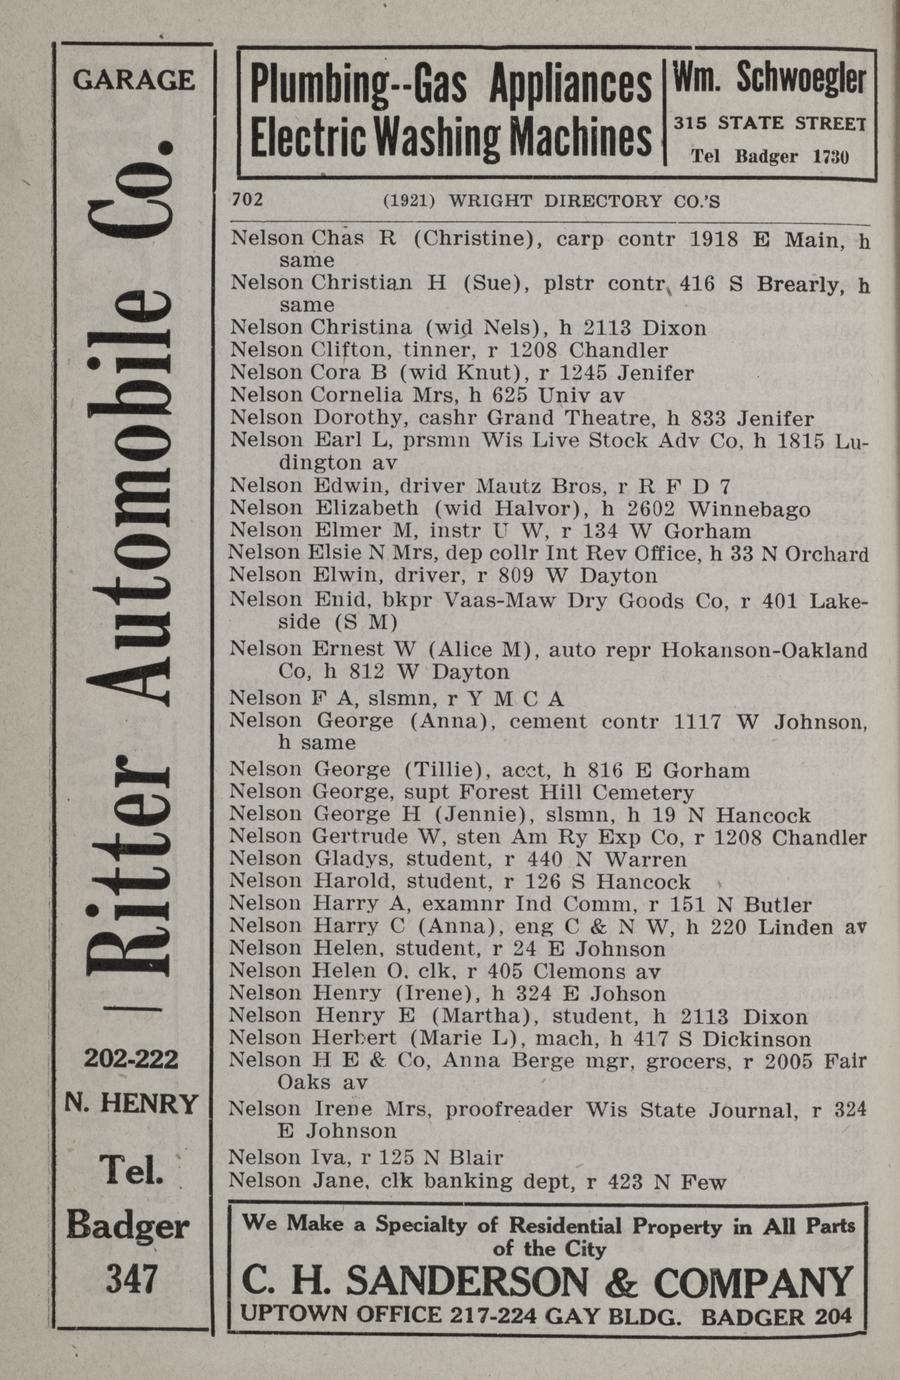 GARAGE
Ritter Automobile Co.
202-222
N. HENRY
Tel.
Badger
347
Plumbing--Gas Appliances
Electric Washing Machines
Wm. Schwoegler
315 STATE STREET
Tel Badger 1730
702 (1921) WRIGHT DIRECTORY CO.'S
Nelson Chas R (Christine), carp contr 1918 E Main, h
same
Nelson Christian H (Sue), plstr contr, 416 S Brearly, h
same
Nelson Christina (wid Nels), h 2113 Dixon
Nelson Clifton, tinner, r 1208 Chandler
Nelson Cora B (wid Knut), r 1245 Jenifer
Nelson Cornelia Mrs, h 625 Univ av
Nelson Dorothy, cashr Grand Theatre, h 833 Jenifer
Nelson Earl L, prsmn Wis Live Stock Adv Co, h 1815 Lu-
dington av
Nelson Edwin, driver Mautz Bros, r R F D 7
Nelson Elizabeth (wid Halvor), h 2602 Winnebago
Nelson Elmer M, instr U W, r 134 W Gorham
Nelson Elsie N Mrs, dep collr Int Rev Office, h 33 N Orchard
Nelson Elwin, driver, r 809 W Dayton
Nelson Enid, bkpr Vaas-Maw Dry Goods Co, r 401 Lake-
side (S M)
Nelson Ernest W (Alice M), auto repr Hokanson-Oakland
Co, h 812 W Dayton
Nelson F A, slsmn, r Y M C A
Nelson George (Anna), cement contr 1117 W Johnson,
h same
Nelson George (Tillie), acct, h 816 E Gorham
Nelson George, supt Forest Hill Cemetery
Nelson George H (Jennie), slsmn, h 19 N Hancock
Nelson Gertrude W, sten Am Ry Exp Co, r 1208 Chandler
Nelson Gladys, student, r 440 N Warren
Nelson Harold, student, r 126 S Hancock
Nelson Harry A, examnr Ind Comm, r 151 N Butler
Nelson Harry C (Anna), eng C & N W, h 220 Linden av
Nelson Helen, student, r 24 E Johnson
Nelson Helen O, clk, r 405 Clemons av
Nelson Henry (Irene), h 324 E Johson
Nelson Henry E (Martha), student, h 2113 Dixon
Nelson Herbert (Marie L), mach, h 417 S Dickinson
Nelson H E & Co, Anna Berge mgr, grocers, r 2005 Fair
Oaks av
Nelson Irene Mrs, proofreader Wis State Journal, r 324
E Johnson
Nelson Iva, r 125 N Blair
Nelson Jane, clk banking dept, r 423 N Few
We Make a Specialty of Residential Property in All Parts
of the City
C. H. SANDERSON & COMPANY
UPTOWN OFFICE 217-224 GAY BLDG. BADGER 204